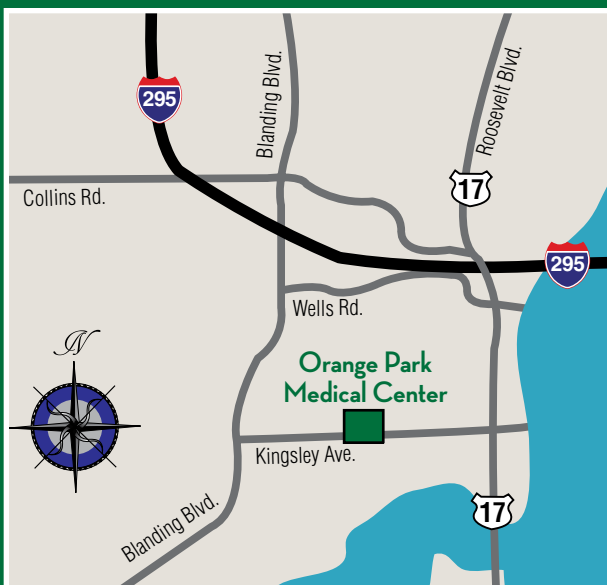 295
Blanding Blvd.
Roosevelt Blvd.
17
Collins Rd.
295
Wells Rd.
N
Orange Park
Medical Center
Kingsley Ave.
Blanding Blvd.
17